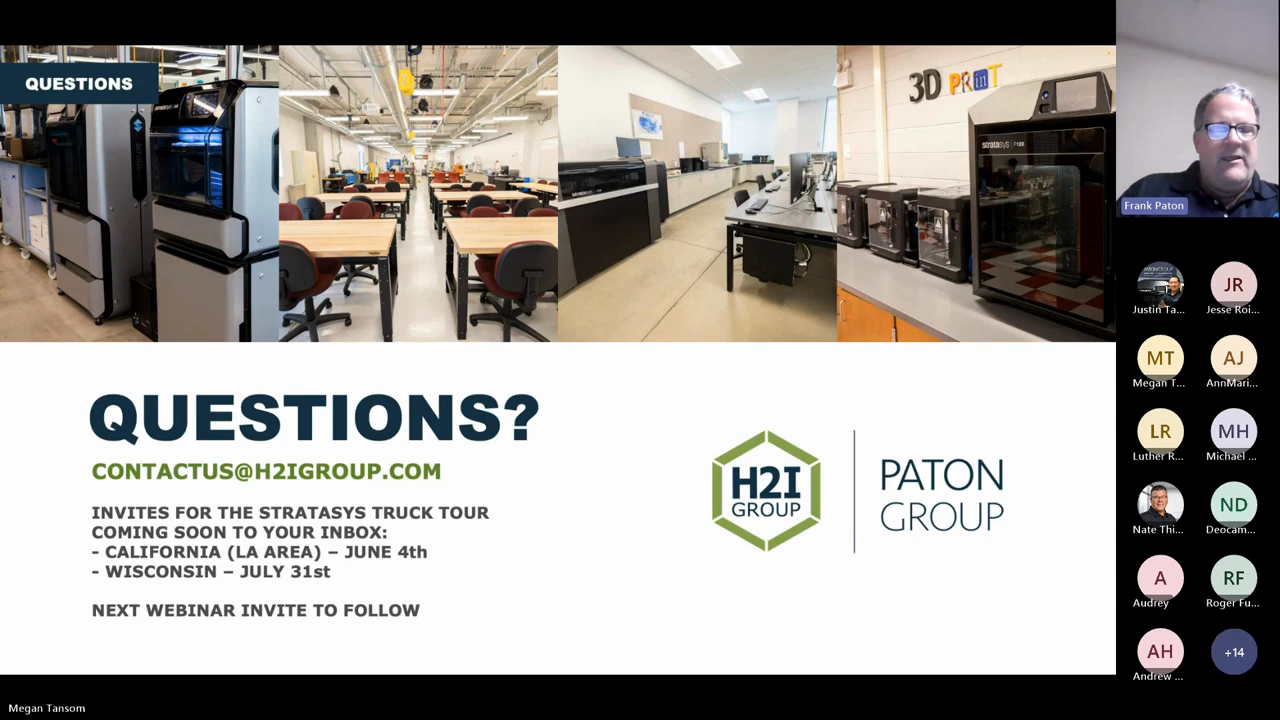 QUESTIONS
3D PRINT
stratasys F120
QUESTIONS?
CONTACTUS@H2IGROUP.COM
INVITES FOR THE STRATASYS TRUCK TOUR
COMING SOON TO YOUR INBOX:
- CALIFORNIA (LA AREA) – JUNE 4th
- WISCONSIN – JULY 31st
NEXT WEBINAR INVITE TO FOLLOW
H2I
GROUP
PATON
GROUP
Frank Paton
Justin Ta...
JR
Jesse Roi...
MT
Megan T...
AJ
AnnMari...
LR
Luther R...
MH
Michael ...
Nate Thi...
ND
Deocam...
A
Audrey
RF
Roger Fu...
AH
Andrew ...
+14
Megan Tansom